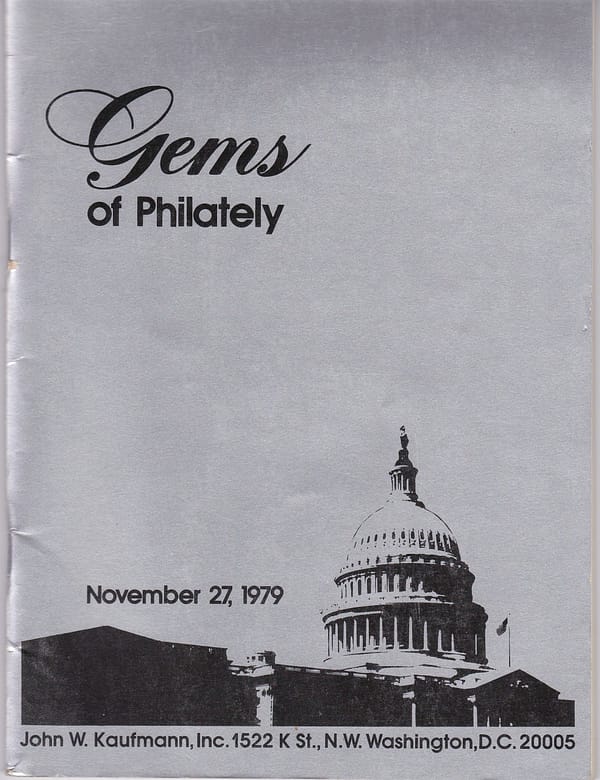 Gems
of Philately
November 27, 1979
John W. Kaufmann, Inc. 1522 K St., N.W. Washington, D.C. 20005